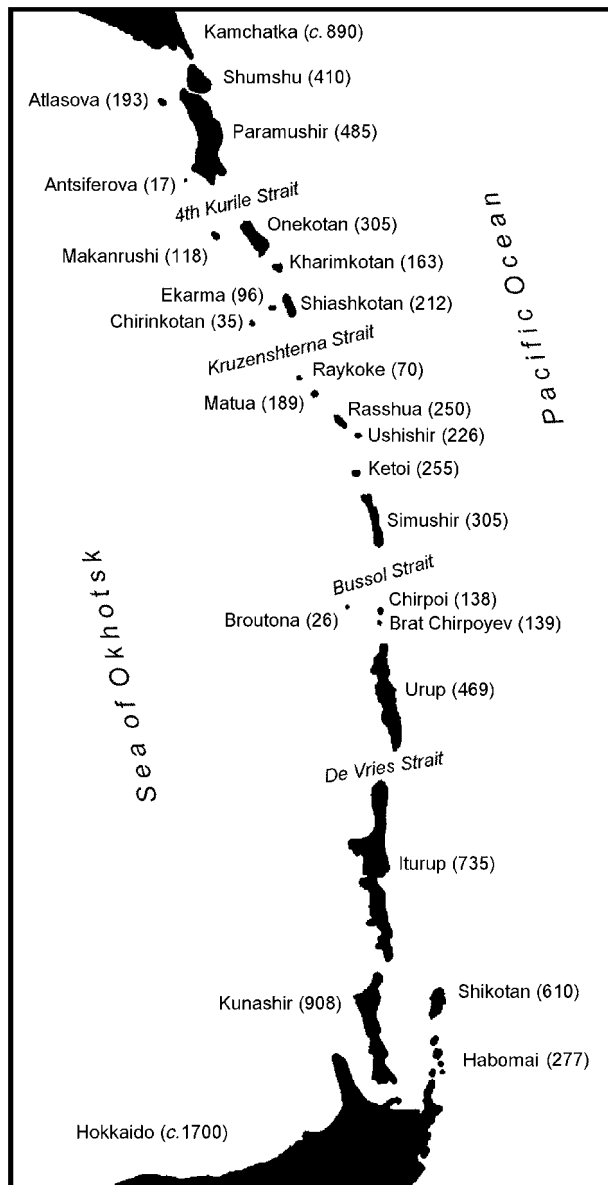 Kamchatka (c. 890)
Shumshu (410)
Atlasova (193)
Paramushir (485)
Antsiferova (17)
4th Kurile Strait
Onekotan (305)
Makanrushi (118)
Kharimkotan (163)
Ekarma (96)
Shiashkotan (212)
Chirinkotan (35)
Kruzenshterna Strait
Raykoke (70)
Matua (189)
Rasshua (250)
Ushishir (226)
Ketoi (255)
Simushir (305)
Pacific Ocean
Sea of Okhotsk
Bussol Strait
Chirpoi (138)
Broutona (26)
Brat Chirpoyev (139)
Urup (469)
De Vries Strait
Iturup (735)
Kunashir (908)
Shikotan (610)
Habomai (277)
Hokkaido (c.1700)